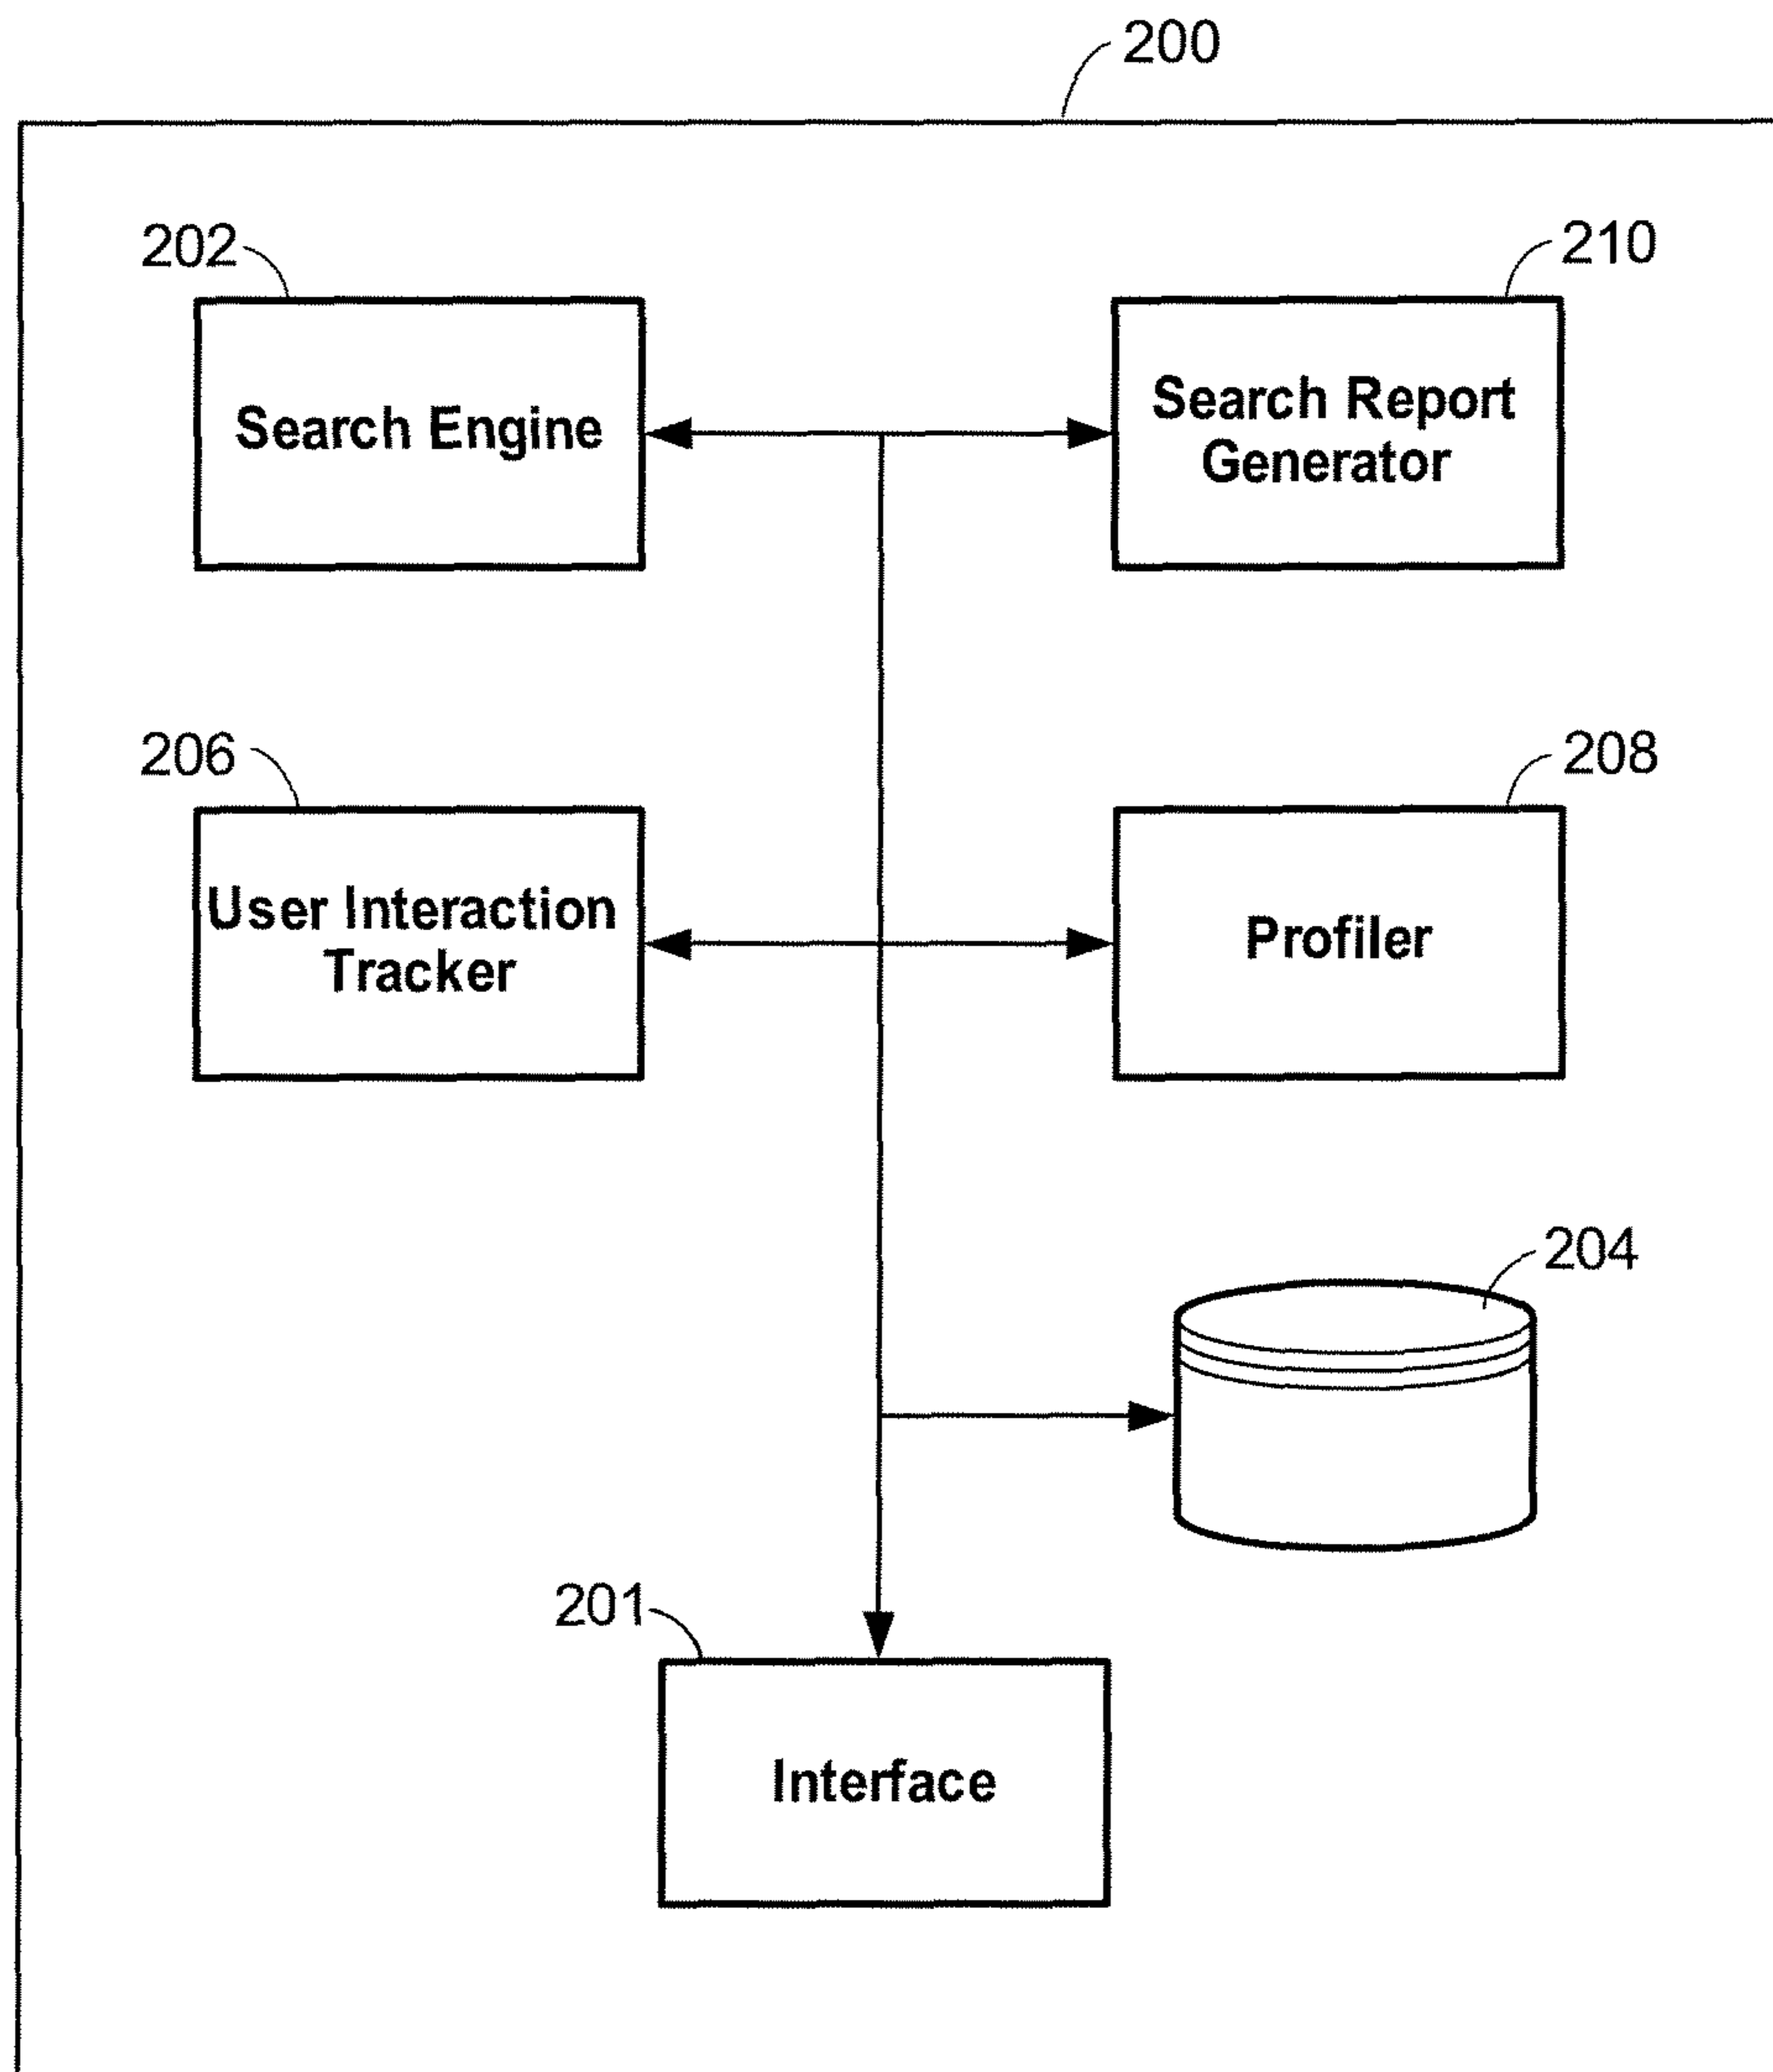 200
202
210
Search Engine
Search Report
Generator
206
208
User Interaction
Tracker
Profiler
204
201
Interface